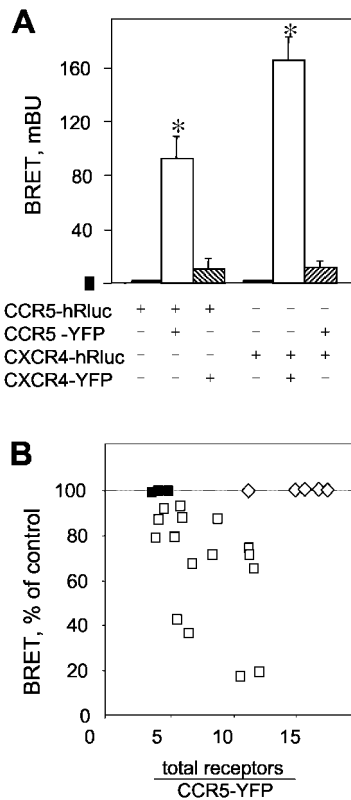 A
BRET, mBU
160
120
80
40
* *
CCR5-hRluc + + + – – –
CCR5 -YFP – + – – – +
CXCR4-hRluc – – – + + +
CXCR4-YFP – – + – + –
B
BRET, % of control
100
80
60
40
20
0 5 10 15
total receptors
CCR5-YFP